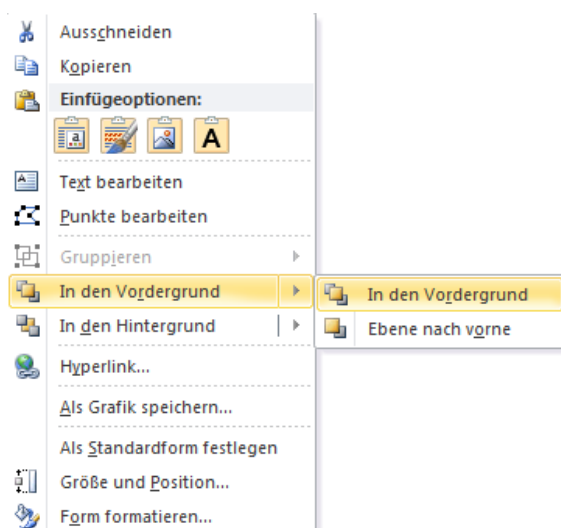 Ausschneiden
Kopieren
Einfügeoptionen:
a A
Text bearbeiten
Punkte bearbeiten
Gruppieren
In den Vordergrund
In den Vordergrund
In den Hintergrund
Ebene nach vorne
Hyperlink...
Als Grafik speichern...
Als Standardform festlegen
Größe und Position...
Form formatieren...